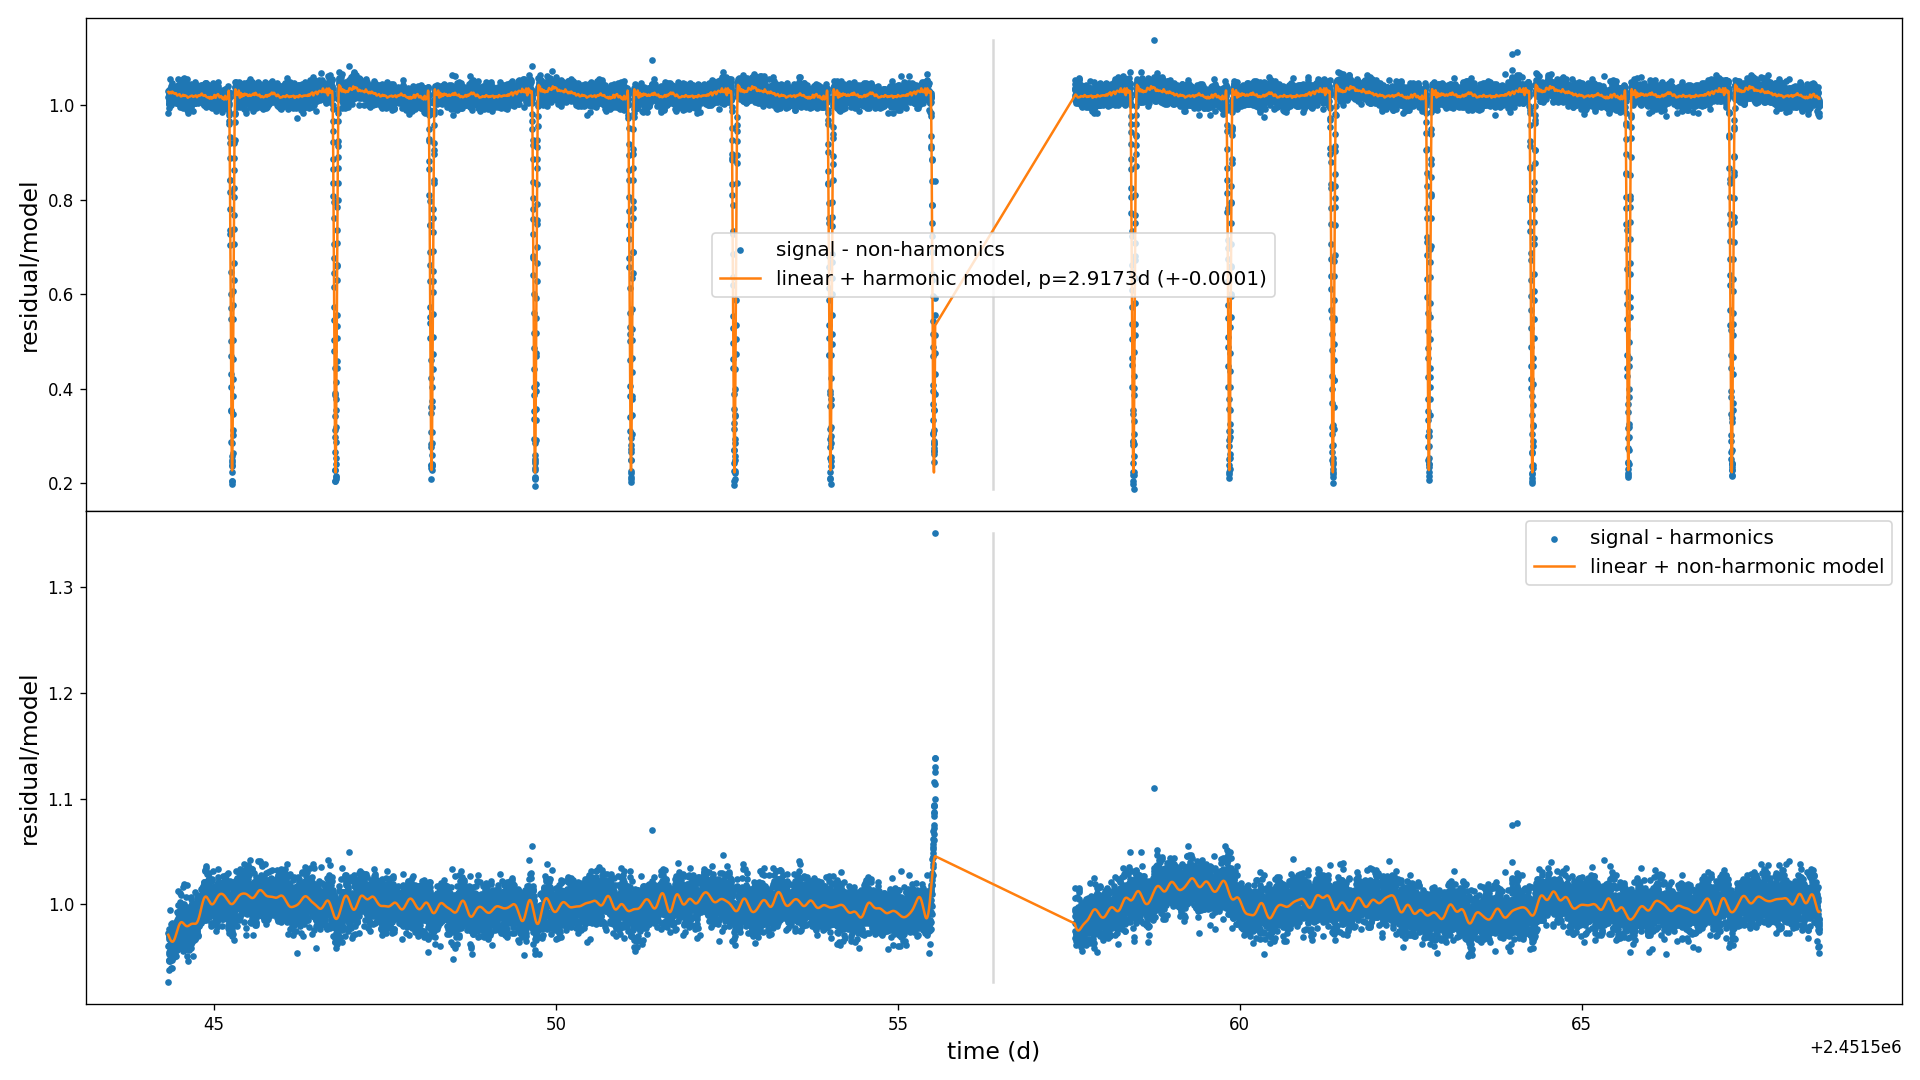 residual/model
1.0
0.8
0.6
0.4
0.2
signal - non-harmonics
linear + harmonic model, p=2.9173d (+-0.0001)
residual/model
1.3
1.2
1.1
1.0
signal - harmonics
linear + non-harmonic model
45
50
55
60
65
time (d)
+2.4515e6